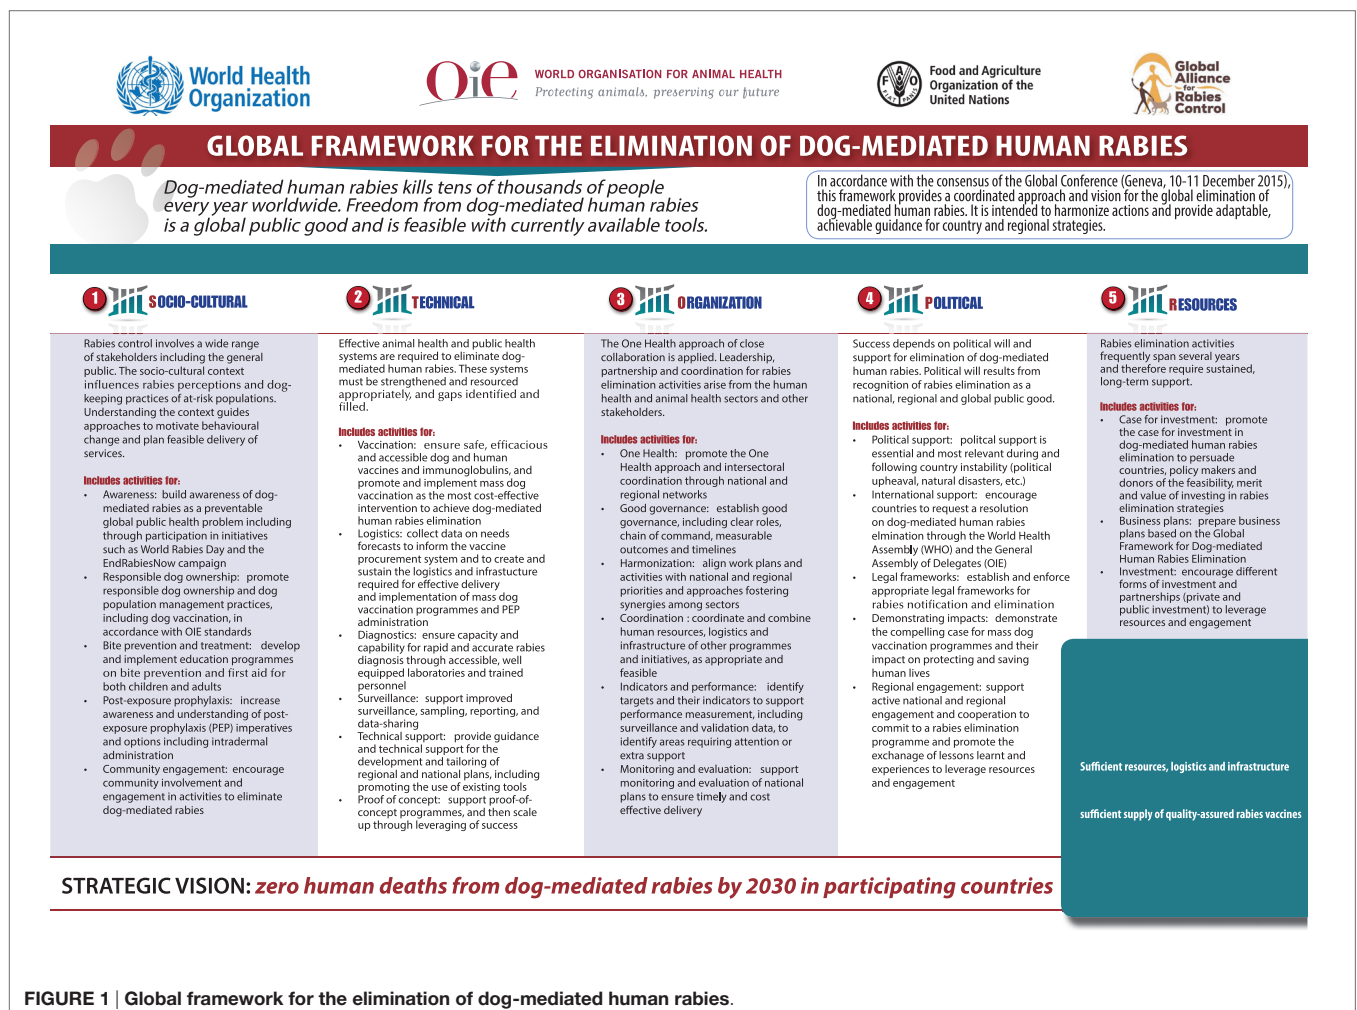 World Health
Organization
OiE
WORLD ORGANISATION FOR ANIMAL HEALTH
Protecting animals, preserving our future
FAO
FIAT PANIS
Food and Agriculture
Organization of the
United Nations
Global
Alliance
for
Rabies
Control
GLOBAL FRAMEWORK FOR THE ELIMINATION OF DOG-MEDIATED HUMAN RABIES
Dog-mediated human rabies kills tens of thousands of people
every year worldwide. Freedom from dog-mediated human rabies
is a global public good and is feasible with currently available tools.
In accordance with the consensus of the Global Conference (Geneva, 10-11 December 2015),
this framework provides a coordinated approach and vision for the global elimination of
dog-mediated human rabies. It is intended to harmonize actions and provide adaptable,
achievable guidance for country and regional strategies.
1 SOCIO-CULTURAL
Rabies control involves a wide range
of stakeholders including the general
public. The socio-cultural context
influences rabies perceptions and dog-
keeping practices of at-risk populations.
Understanding the context guides
approaches to motivate behavioural
change and plan feasible delivery of
services.
Includes activities for:
• Awareness: build awareness of dog-
mediated rabies as a preventable
global public health problem including
through participation in initiatives
such as World Rabies Day and the
EndRabiesNow campaign
• Responsible dog ownership: promote
responsible dog ownership and dog
population management practices,
including dog vaccination, in
accordance with OIE standards
• Bite prevention and treatment: develop
and implement education programmes
on bite prevention and first aid for
both children and adults
• Post-exposure prophylaxis: increase
awareness and understanding of post-
exposure prophylaxis (PEP) imperatives
and options including intradermal
administration
• Community engagement: encourage
community involvement and
engagement in activities to eliminate
dog-mediated rabies
2 TECHNICAL
Effective animal health and public health
systems are required to eliminate dog-
mediated human rabies. These systems
must be strengthened and resourced
appropriately, and gaps identified and
filled.
Includes activities for:
• Vaccination: ensure safe, efficacious
and accessible dog and human
vaccines and immunoglobulins, and
promote and implement mass dog
vaccination as the most cost-effective
intervention to achieve dog-mediated
human rabies elimination
• Logistics: collect data on needs
forecasts to inform the vaccine
procurement system and to create and
sustain the logistics and infrastucture
required for effective delivery
and implementation of mass dog
vaccination programmes and PEP
administration
• Diagnostics: ensure capacity and
capability for rapid and accurate rabies
diagnosis through accessible, well
equipped laboratories and trained
personnel
• Surveillance: support improved
surveillance, sampling, reporting, and
data-sharing
• Technical support: provide guidance
and technical support for the
development and tailoring of
regional and national plans, including
promoting the use of existing tools
• Proof of concept: support proof-of-
concept programmes, and then scale
up through leveraging of success
3 ORGANIZATION
The One Health approach of close
collaboration is applied. Leadership,
partnership and coordination for rabies
elimination activities arise from the human
health and animal health sectors and other
stakeholders.
Includes activities for:
• One Health: promote the One
Health approach and intersectoral
coordination through national and
regional networks
• Good governance: establish good
governance, including clear roles,
chain of command, measurable
outcomes and timelines
• Harmonization: align work plans and
activities with national and regional
priorities and approaches fostering
synergies among sectors
• Coordination : coordinate and combine
human resources, logistics and
infrastructure of other programmes
and initiatives, as appropriate and
feasible
• Indicators and performance: identify
targets and their indicators to support
performance measurement, including
surveillance and validation data, to
identify areas requiring attention or
extra support
• Monitoring and evaluation: support
monitoring and evaluation of national
plans to ensure timely and cost
effective delivery
4 POLITICAL
Success depends on political will and
support for elimination of dog-mediated
human rabies. Political will results from
recognition of rabies elimination as a
national, regional and global public good.
Includes activities for:
• Political support: politcal support is
essential and most relevant during and
following country instability (political
upheaval, natural disasters, etc.)
• International support: encourage
countries to request a resolution
on dog-mediated human rabies
elmination through the World Health
Assembly (WHO) and the General
Assembly of Delegates (OIE)
• Legal frameworks: establish and enforce
appropriate legal frameworks for
rabies notification and elimination
• Demonstrating impacts: demonstrate
the compelling case for mass dog
vaccination programmes and their
impact on protecting and saving
human lives
• Regional engagement: support
active national and regional
engagement and cooperation to
commit to a rabies elimination
programme and promote the
exchanage of lessons learnt and
experiences to leverage resources
and engagement
5 RESOURCES
Rabies elimination activities
frequently span several years
and therefore require sustained,
long-term support.
Includes activities for:
• Case for investment: promote
the case for investment in
dog-mediated human rabies
elimination to persuade
countries, policy makers and
donors of the feasibility, merit
and value of investing in rabies
elimination strategies
• Business plans: prepare business
plans based on the Global
Framework for Dog-mediated
Human Rabies Elimination
• Investment: encourage different
forms of investment and
partnerships (private and
public investment) to leverage
resources and engagement
Sufficient resources, logistics and infrastructure
sufficient supply of quality-assured rabies vaccines
STRATEGIC VISION: zero human deaths from dog-mediated rabies by 2030 in participating countries
FIGURE 1 | Global framework for the elimination of dog-mediated human rabies.